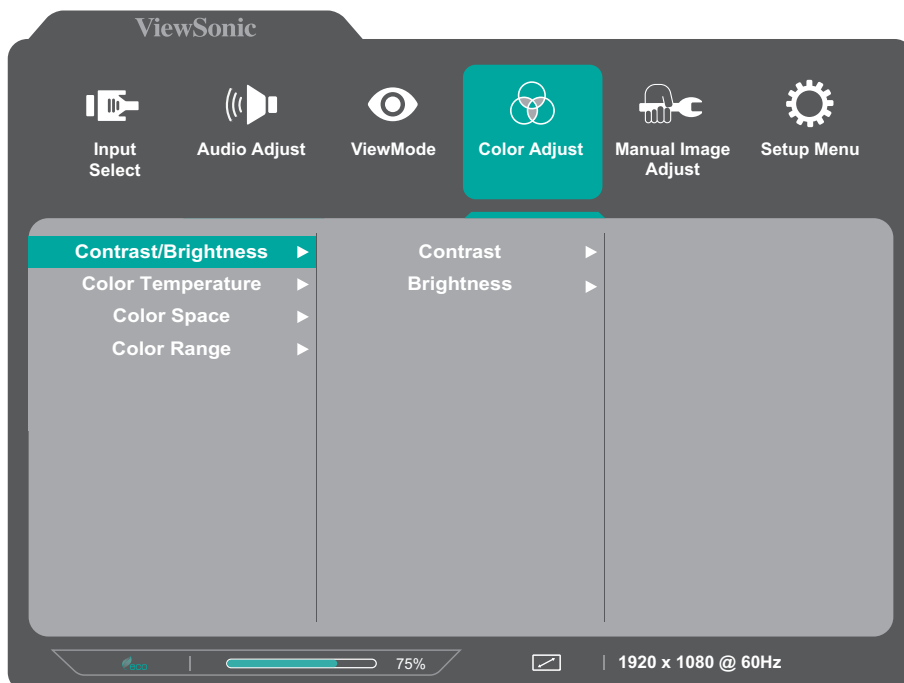 ViewSonic
Input
Select
Audio Adjust
ViewMode
Color Adjust
Manual Image
Adjust
Setup Menu
Contrast/Brightness
Color Temperature
Color Space
Color Range
Contrast
Brightness
eco
75%
1920 x 1080 @ 60Hz